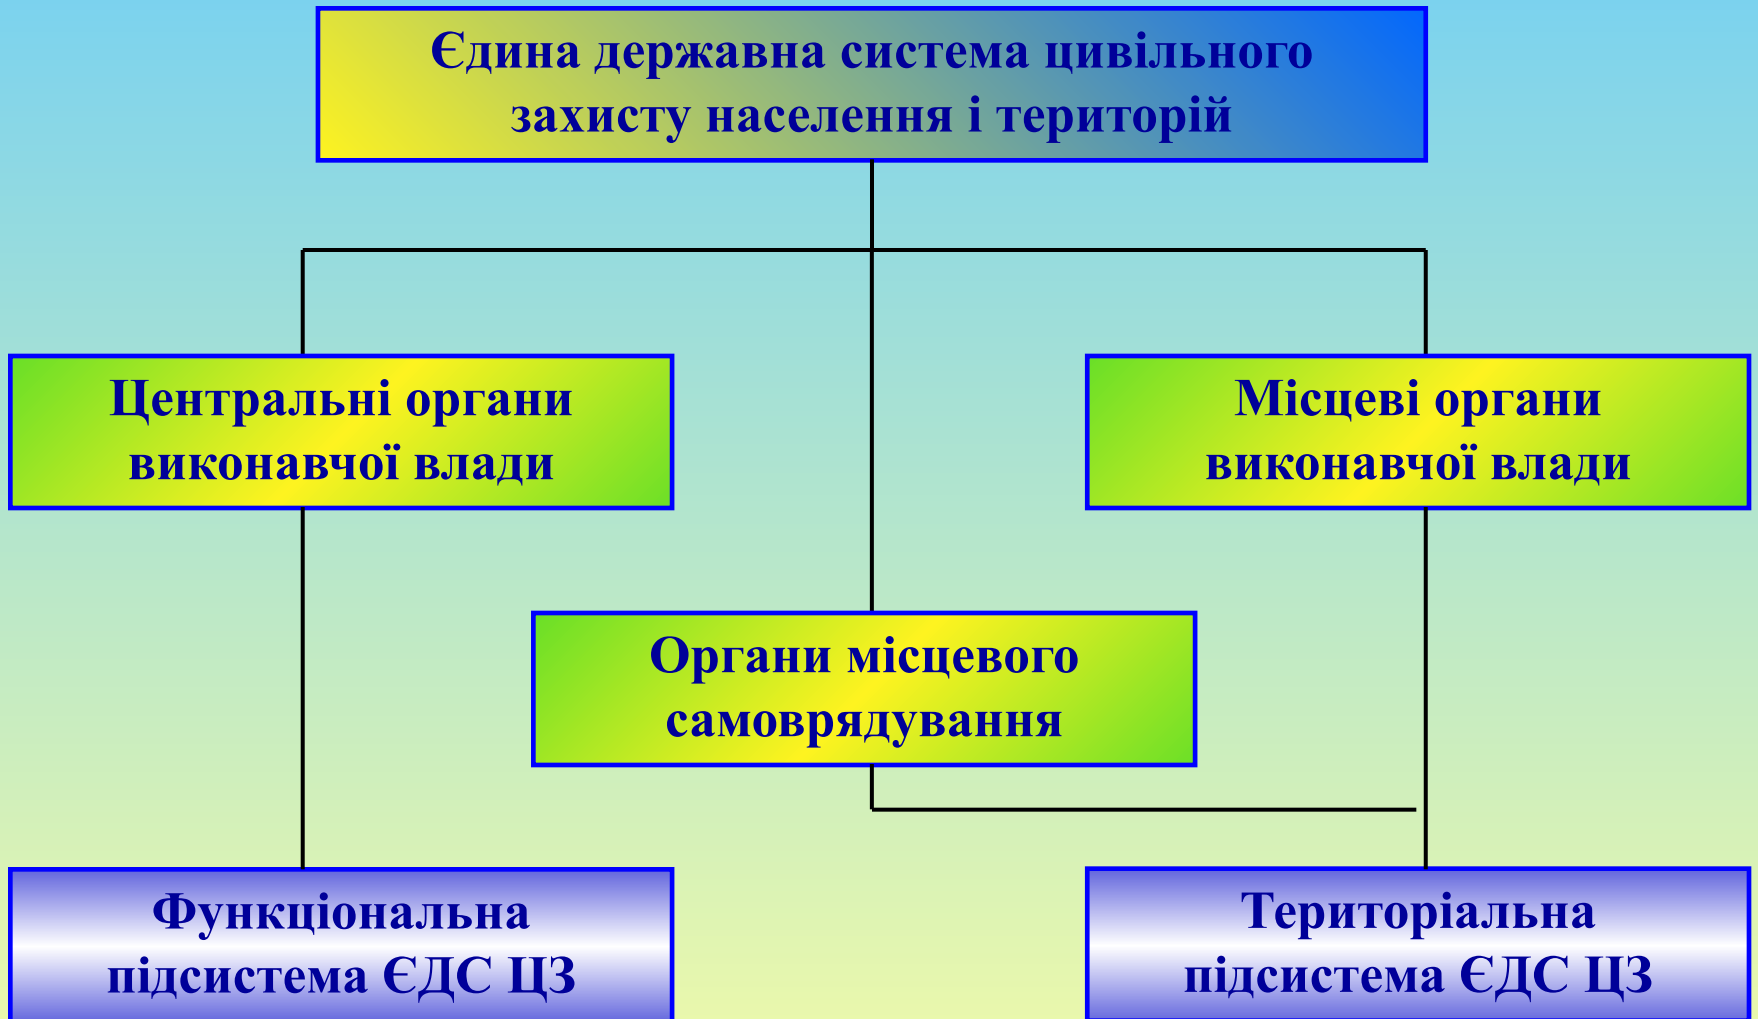 Єдина державна система цивільного
захисту населення і територій
Центральні органи
виконавчої влади
Місцеві органи
виконавчої влади
Органи місцевого
самоврядування
Функціональна
підсистема ЄДС ЦЗ
Територіальна
підсистема ЄДС ЦЗ